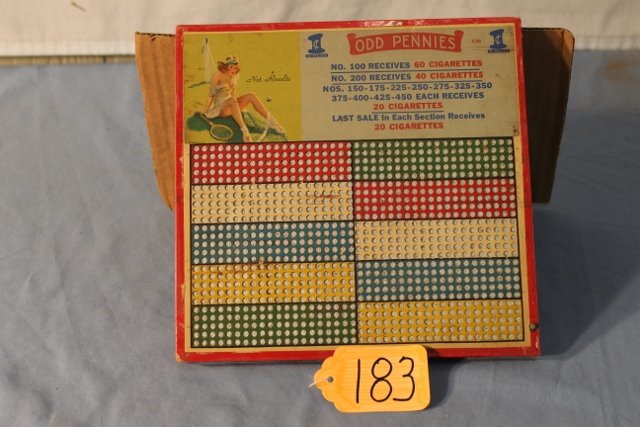 ODD PENNIES
1¢
1¢
Net Results
NO. 100 RECEIVES 60 CIGARETTES
NO. 200 RECEIVES 40 CIGARETTES
NOS. 150-175-225-250-275-325-350
375-400-425-450 EACH RECEIVES
20 CIGARETTES
LAST SALE In Each Section Receives
20 CIGARETTES
183